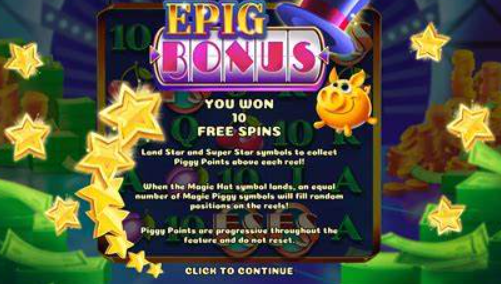 EPIG
BONUS
YOU WON
10
FREE SPINS
Land Star and Super Star symbols to collect
Piggy Points above each reel!
When the Magic Hat symbol lands, an equal
number of Magic Piggy symbols will fill random
positions on the reels!
Piggy Points are progressive throughout the
feature and do not reset.
CLICK TO CONTINUE